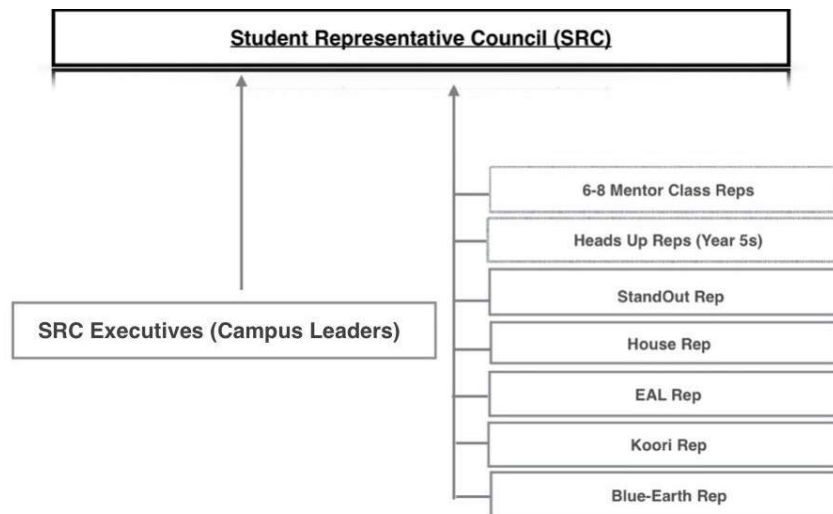 Student Representative Council (SRC)
6-8 Mentor Class Reps
Heads Up Reps (Year 5s)
StandOut Rep
SRC Executives (Campus Leaders)
House Rep
EAL Rep
Koori Rep
Blue-Earth Rep